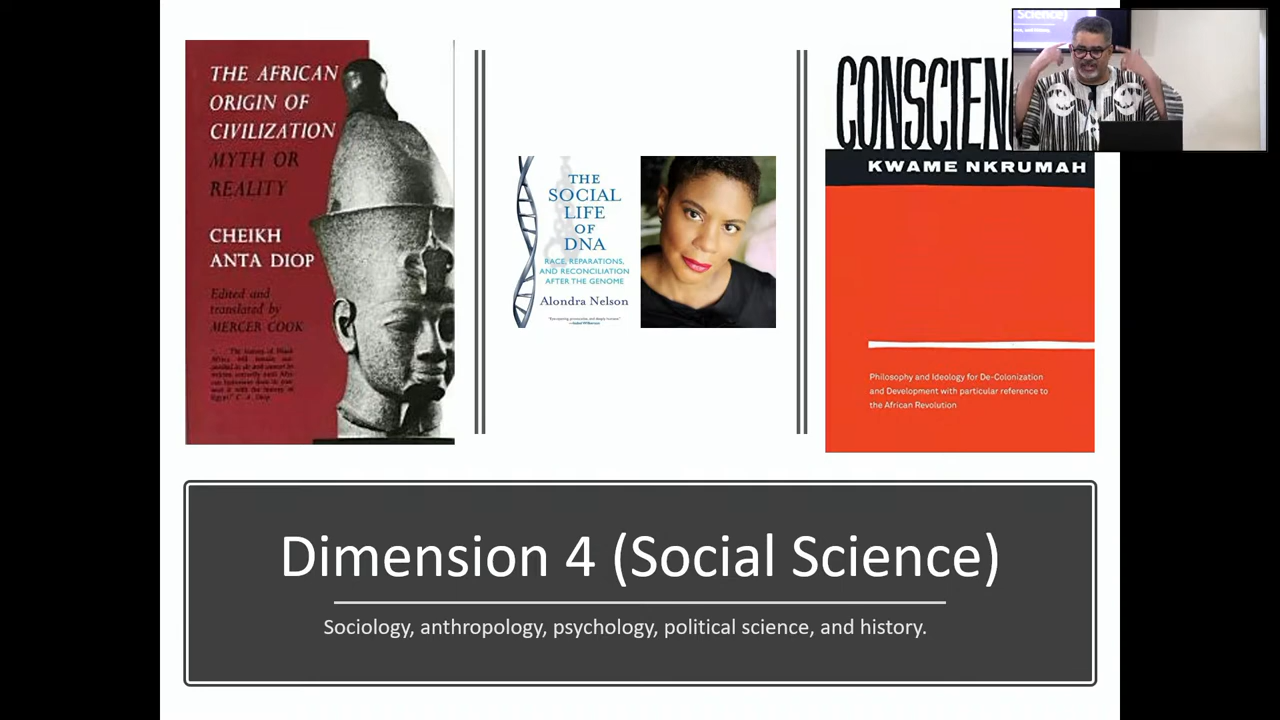 THE AFRICAN
ORIGIN OF
CIVILIZATION
MYTH OR
REALITY
CHEIKH
ANTA DIOP
Edited and
translated by
MERCER COOK
THE
SOCIAL
LIFE
OF
DNA
RACE, REPARATIONS,
AND RECONCILIATION
AFTER THE GENOME
Alondra Nelson
CONSCIEN
KWAME NKRUMAH
Philosophy and Ideology for De-Colonization
and Development with particular reference to
the African Revolution
Science)
Dimension 4 (Social Science)
Sociology, anthropology, psychology, political science, and history.